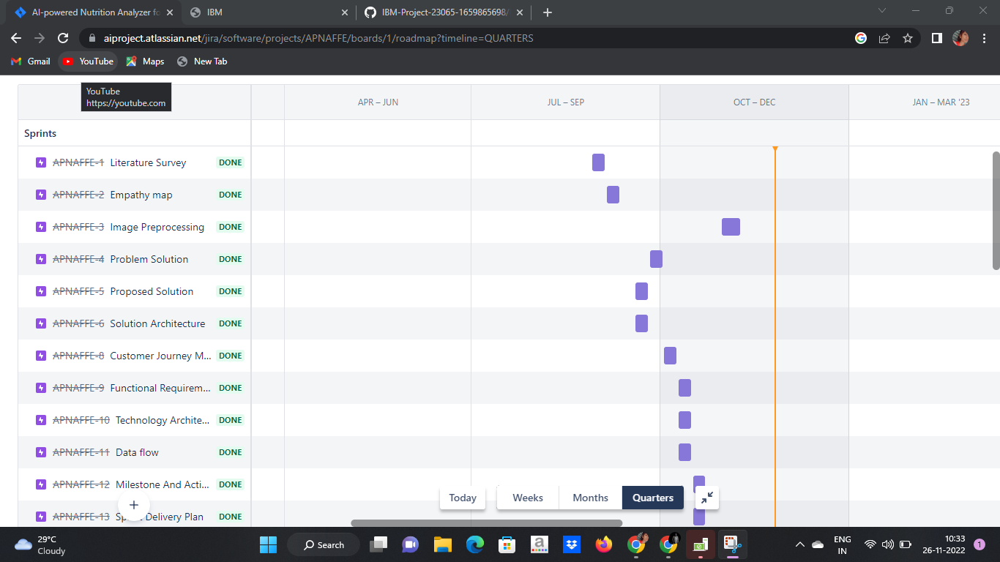 AI-powered Nutrition Analyzer fo
IBM
IBM-Project-23065-1659865698/
aiproject.atlassian.net/jira/software/projects/APNAFFE/boards/1/roadmap?timeline=QUARTERS
Gmail
YouTube
Maps
New Tab
YouTube
https://youtube.com
APR – JUN
JUL – SEP
OCT – DEC
JAN – MAR '23
Sprints
APNAFFE-1 Literature Survey DONE
APNAFFE-2 Empathy map DONE
APNAFFE-3 Image Preprocessing DONE
APNAFFE-4 Problem Solution DONE
APNAFFE-5 Proposed Solution DONE
APNAFFE-6 Solution Architecture DONE
APNAFFE-8 Customer Journey M... DONE
APNAFFE-9 Functional Requirem... DONE
APNAFFE-10 Technology Archite... DONE
APNAFFE-11 Data flow DONE
APNAFFE-12 Milestone And Acti... DONE
APNAFFE-13 Delivery Plan DONE
Today
Weeks
Months
Quarters
29°C
Cloudy
Search
a
ENG
IN
10:33
26-11-2022
1